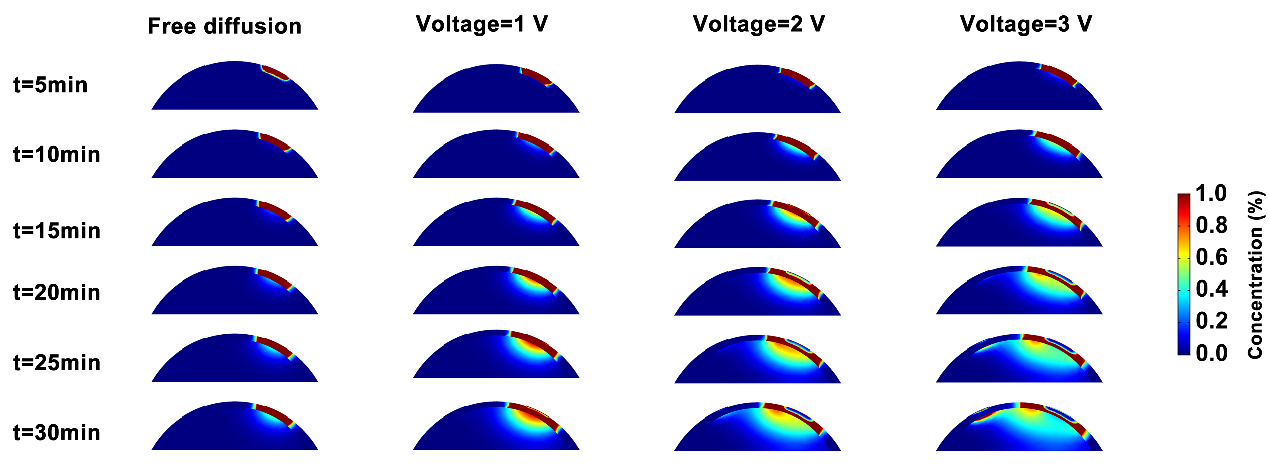 Free diffusion Voltage=1 V Voltage=2 V Voltage=3 V
t=5min
t=10min
t=15min
t=20min
t=25min
t=30min
1.0
0.8
0.6
0.4
0.2
0.0
Concentration (%)